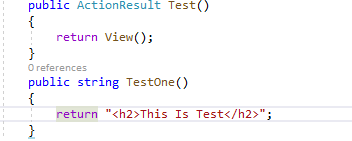 public ActionResult Test()
{
return View();
}
0 references
public string TestOne()
{
return "<h2>This Is Test</h2>";
}